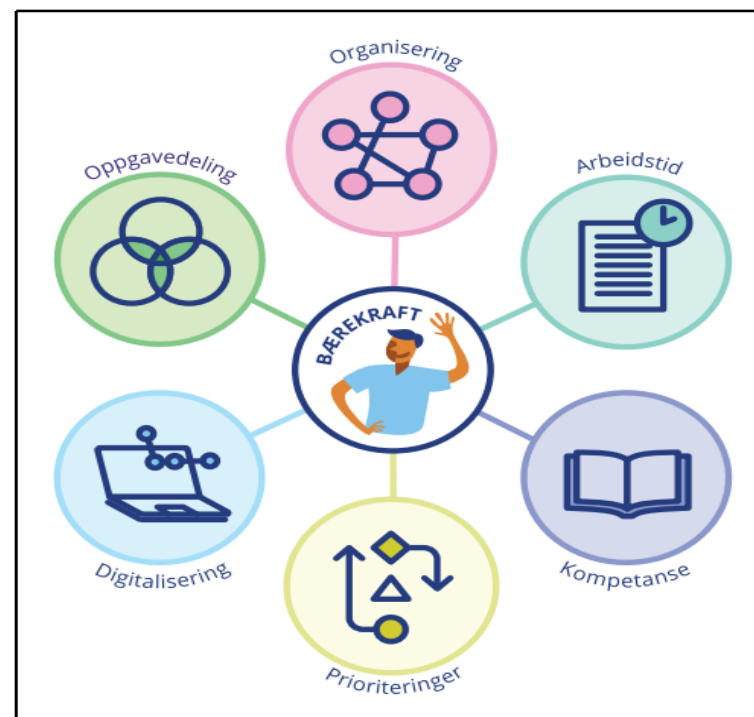 Organisering
Oppgavedeling
Arbeidstid
BÆREKRAFT
Digitalisering
Kompetanse
Prioriteringer